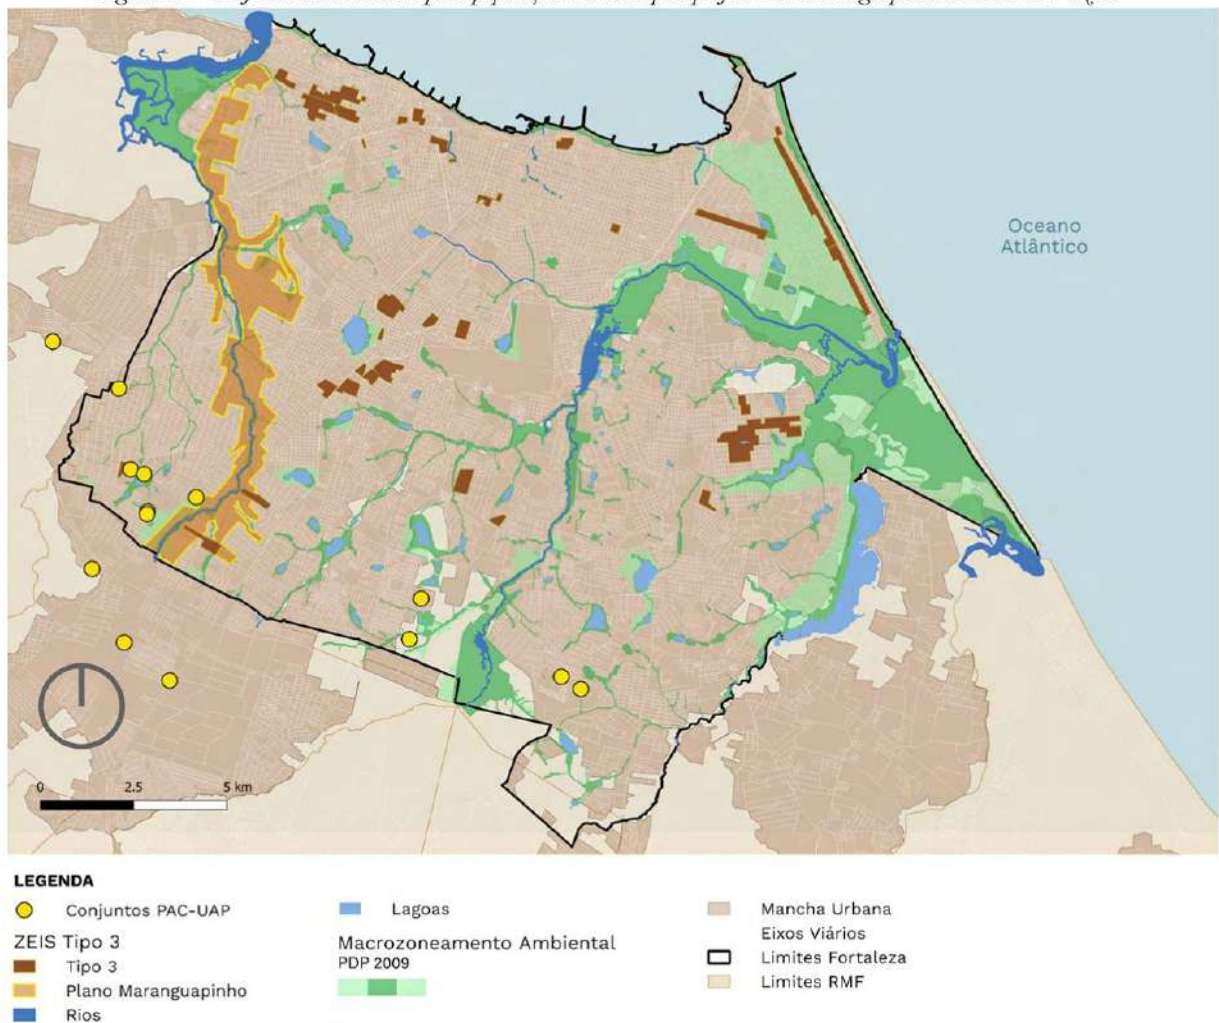 Oceano
Atlântico
0 2.5 5 km
LEGENDA
Conjuntos PAC-UAP
ZEIS Tipo 3
Tipo 3
Plano Maranguapinho
Rios
Lagoas
Macrozoneamento Ambiental
PDP 2009
Mancha Urbana
Eixos Viários
Limites Fortaleza
Limites RMF